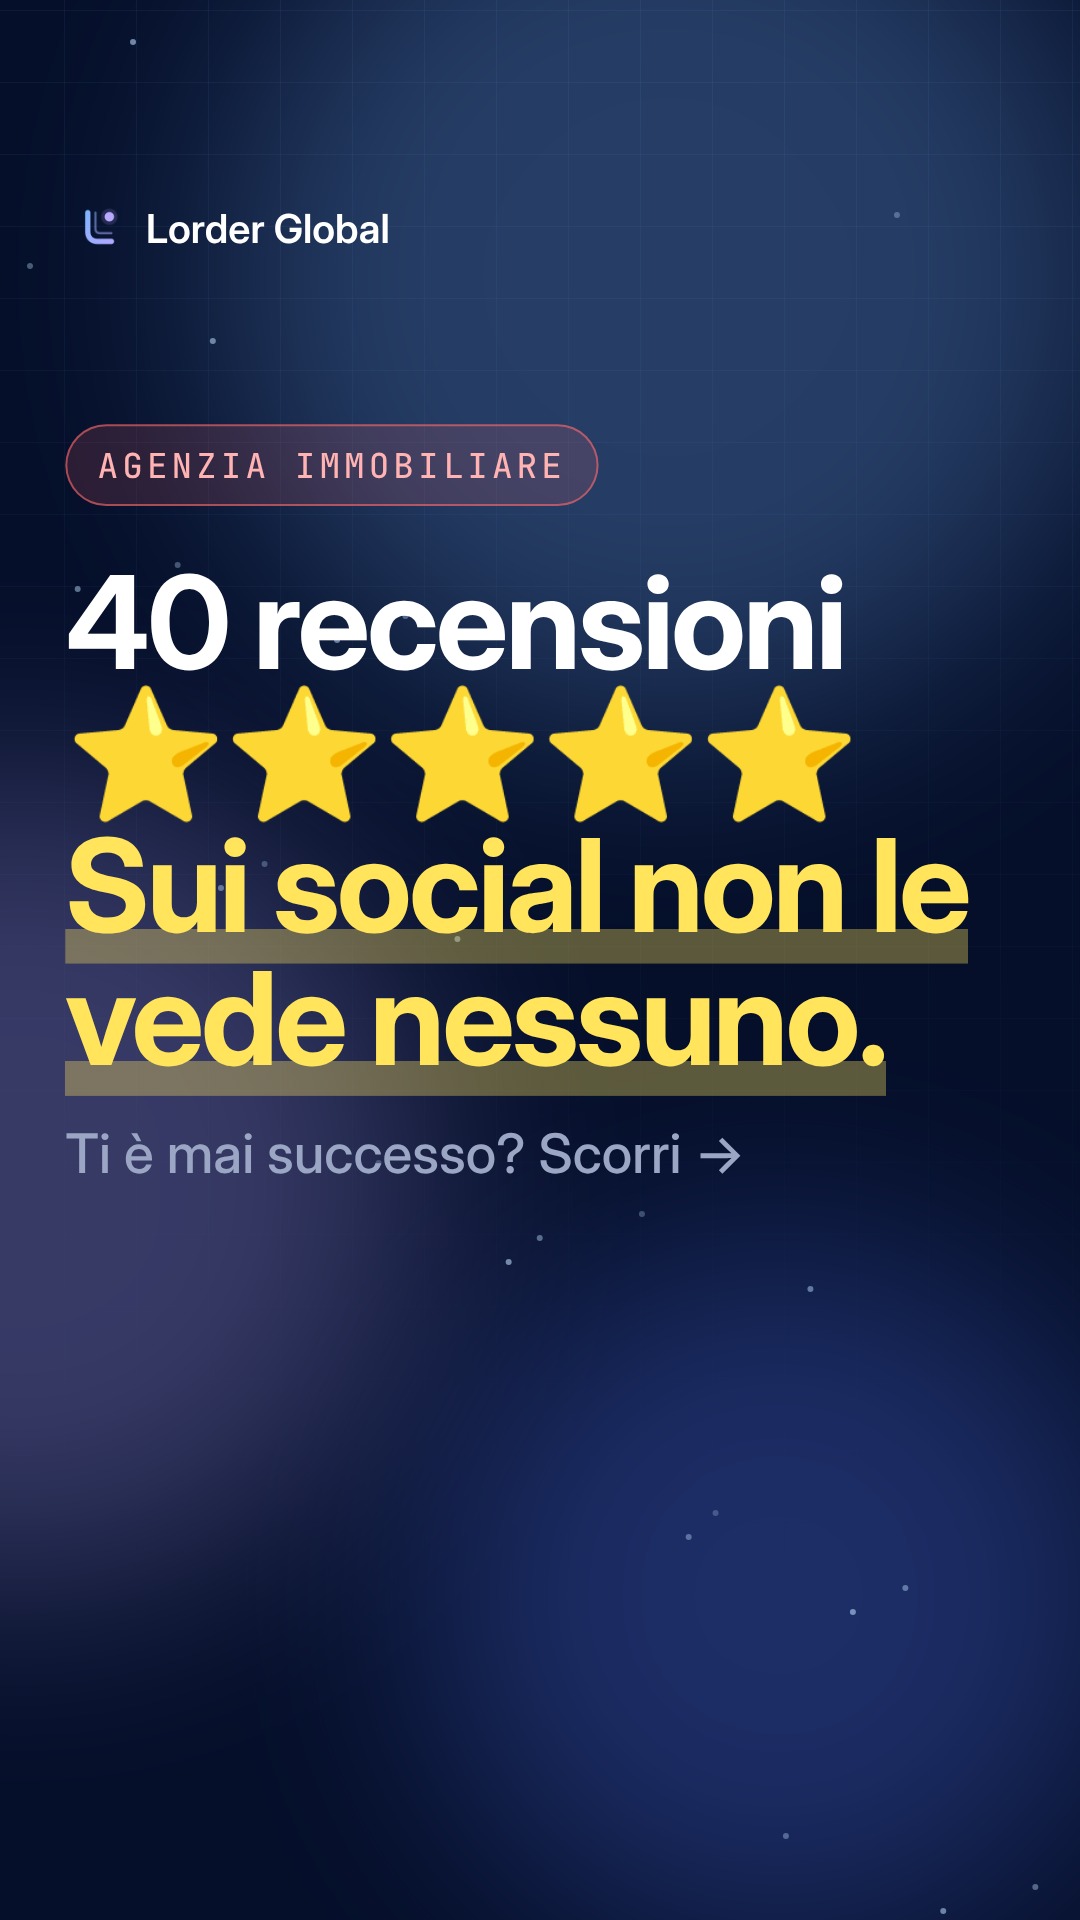 Lorder Global
AGENZIA IMMOBILIARE
40 recensioni
⭐⭐⭐⭐⭐
Sui social non le
vede nessuno.
Ti è mai successo? Scorri →